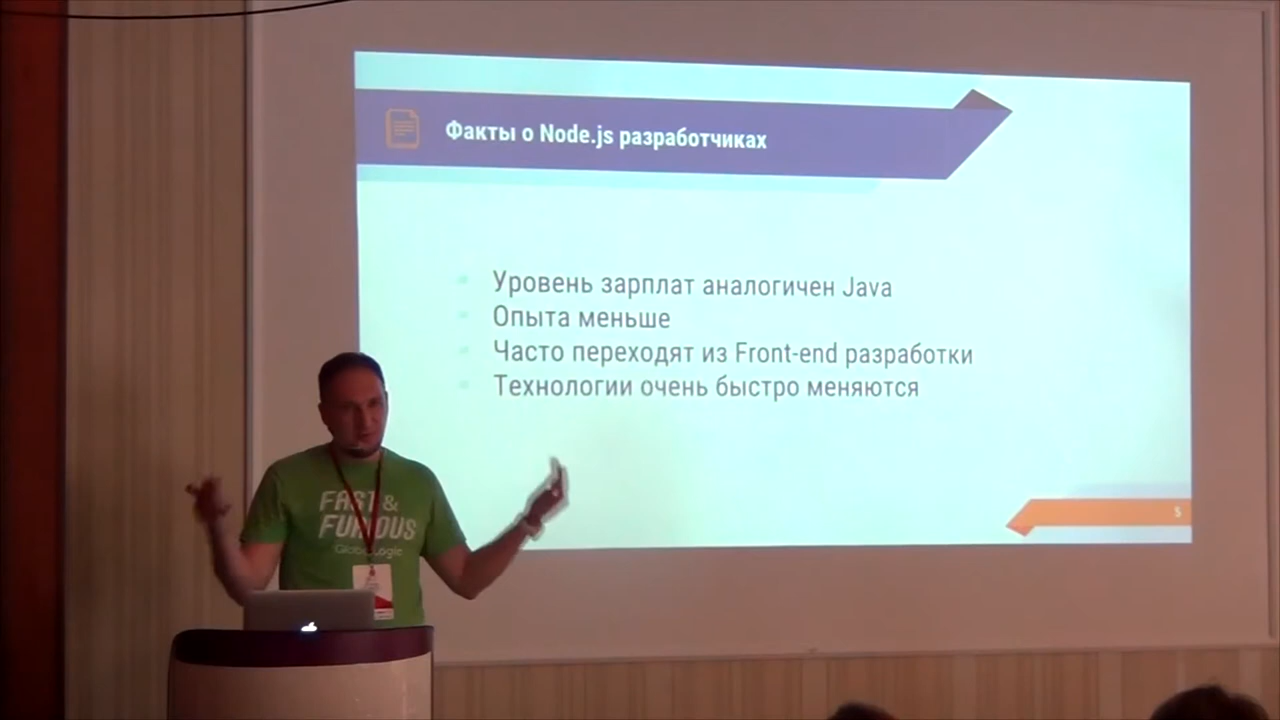 Факты о Node.js разработчиках
Уровень зарплат аналогичен Java
Опыта меньше
Часто переходят из Front-end разработки
Технологии очень быстро меняются
5
FAST &
FURIOUS
GlobalLogic